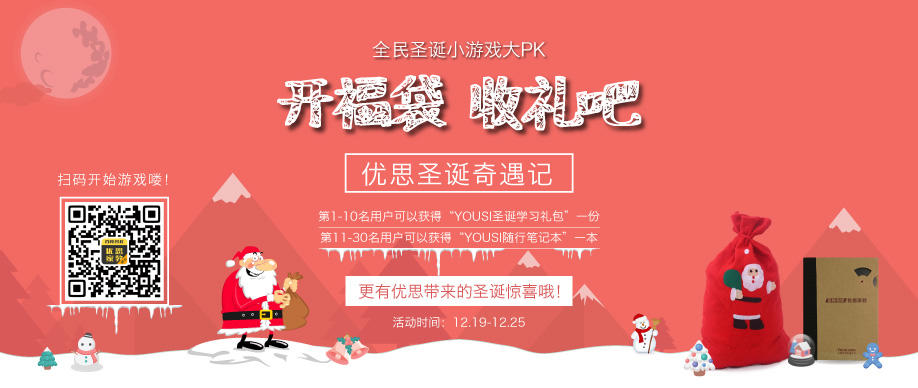 全民圣诞小游戏大PK
开福袋 收礼吧
优思圣诞奇遇记
扫码开始游戏喽！
第1-10名用户可以获得“YOUSI圣诞学习礼包”一份
第11-30名用户可以获得“YOUSI随行笔记本”一本
更有优思带来的圣诞惊喜哦！
活动时间：12.19-12.25